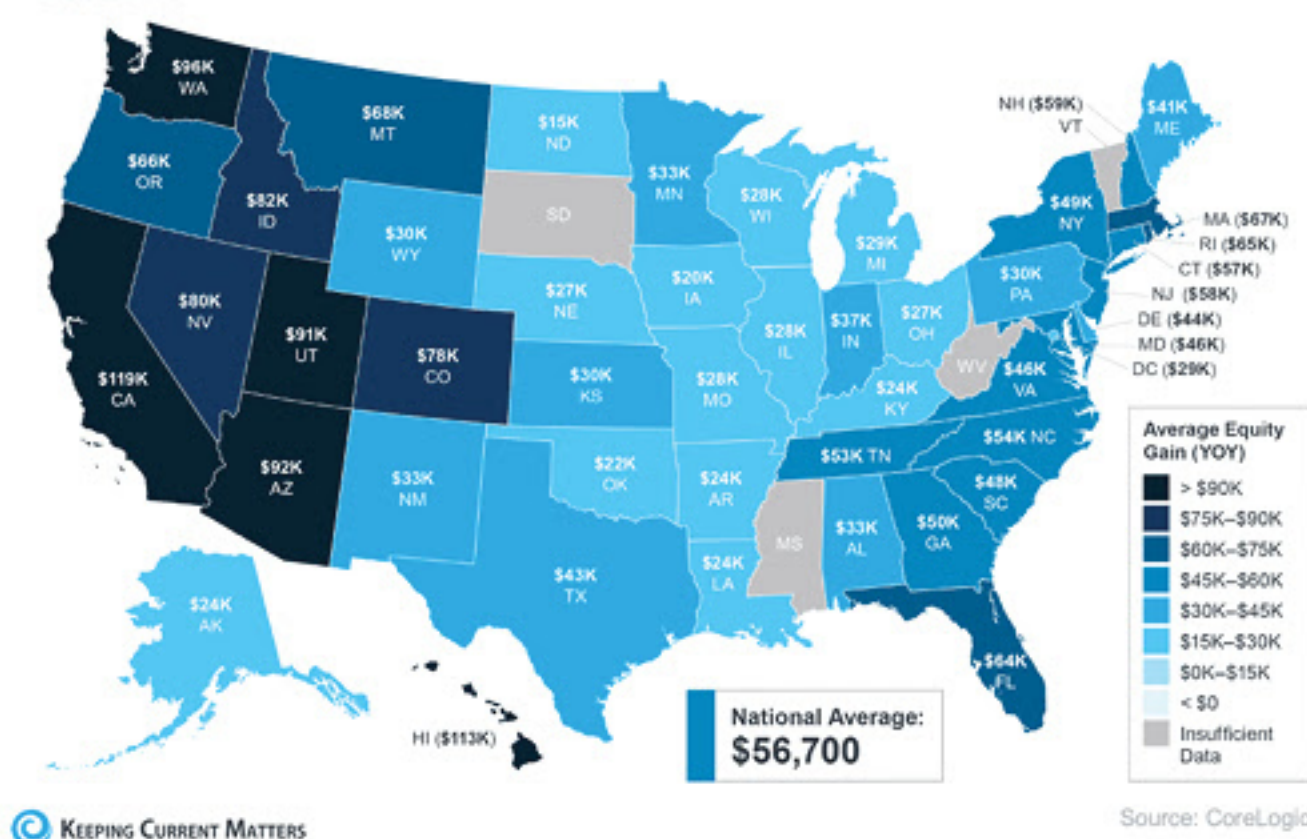 $96K
WA
$68K
MT
$15K
ND
NH ($59K)
VT
$41K
ME
$66K
OR
$82K
ID
$33K
MN
$28K
WI
$49K
NY
SD
$30K
WY
$29K
MI
MA ($67K)
RI ($65K)
CT ($57K)
NJ ($58K)
DE ($44K)
MD ($46K)
DC ($29K)
$80K
NV
$91K
UT
$27K
NE
$20K
IA
$30K
PA
$28K
IL
$37K
IN
$27K
OH
$119K
CA
$78K
CO
$30K
KS
$28K
MO
WV
$46K
VA
$24K
KY
$92K
AZ
$33K
NM
$22K
OK
$24K
AR
$53K TN
$54K NC
$48K
SC
$43K
TX
$24K
LA
MS
$33K
AL
$50K
GA
$64K
FL
$24K
AK
HI ($113K)
Average Equity
Gain (YOY)
> $90K
$75K–$90K
$60K–$75K
$45K–$60K
$30K–$45K
$15K–$30K
$0K–$15K
< $0
Insufficient
Data
National Average:
$56,700
KEEPING CURRENT MATTERS
Source: CoreLogic